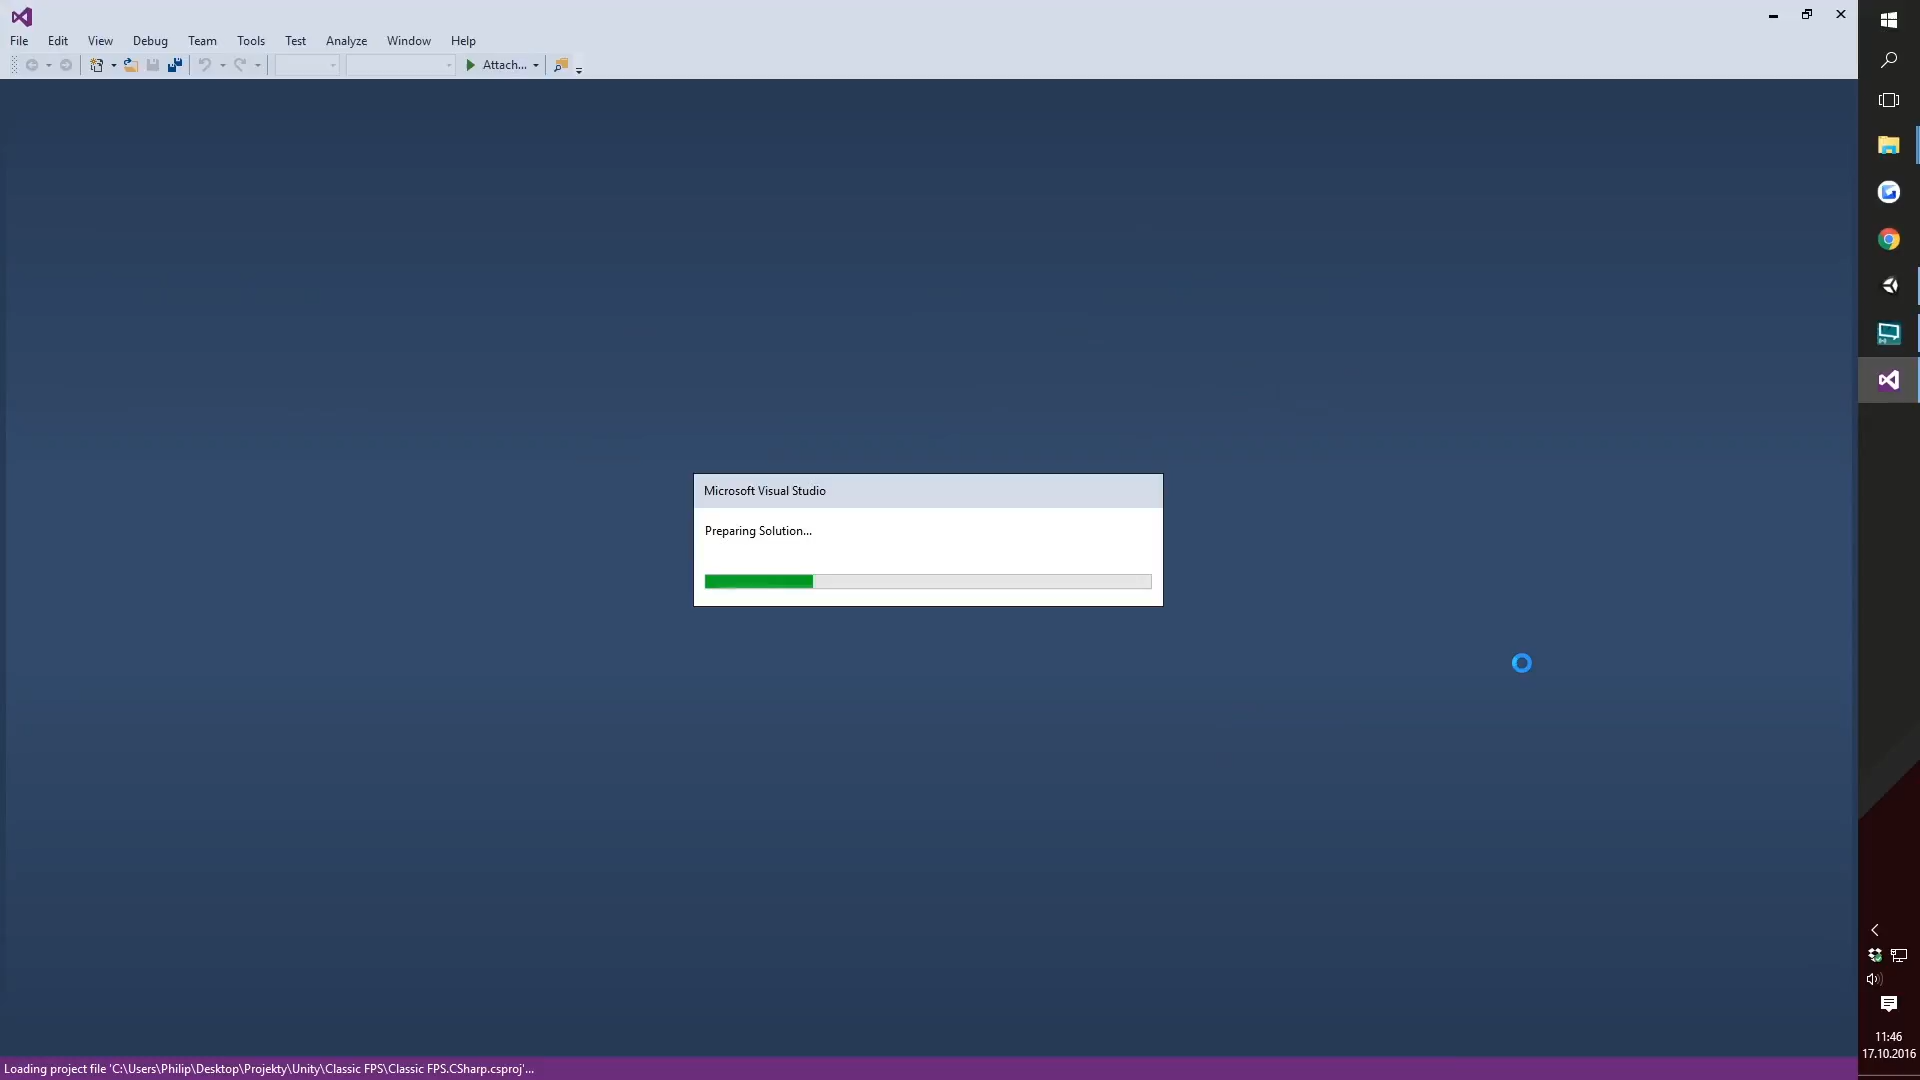 File Edit View Debug Team Tools Test Analyze Window Help
Attach...
Microsoft Visual Studio
Preparing Solution...
11:46
17.10.2016
Loading project file 'C:\Users\Philip\Desktop\Projekty\Unity\Classic FPS\Classic FPS.CSharp.csproj'...